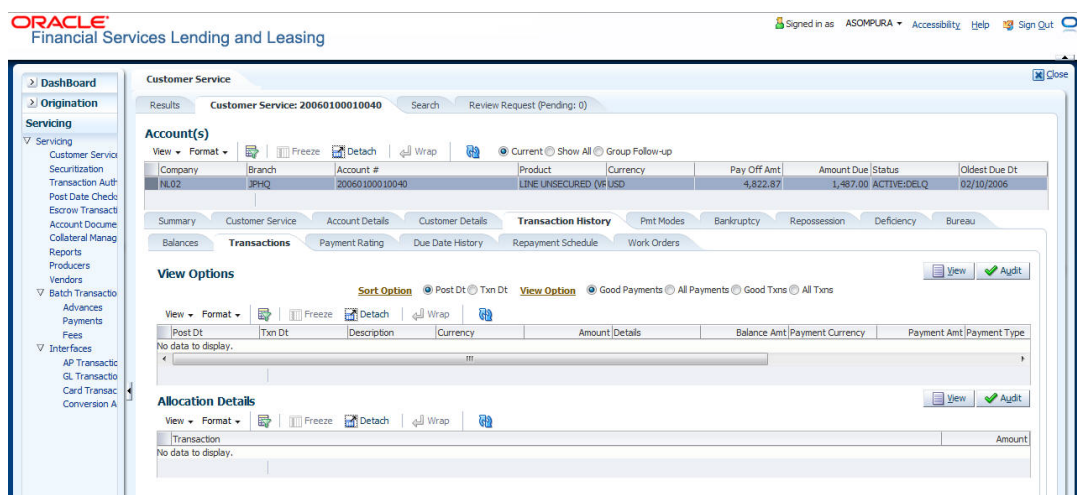 ORACLE
Financial Services Lending and Leasing
Signed in as ASOMPURA Accessibility Help Sign Out
Close
DashBoard
Origination
Servicing
Servicing
Customer Service
Securitization
Transaction Auth
Post Date Checks
Escrow Transacti
Account Docume
Collateral Manag
Reports
Producers
Vendors
Batch Transactio
Advances
Payments
Fees
Interfaces
AP Transactio
GL Transactio
Card Transac
Conversion A
Customer Service
Results Customer Service: 20060100010040 Search Review Request (Pending: 0)
Account(s)
View Format Freeze Detach Wrap Current Show All Group Follow-up
Company Branch Account # Product Currency Pay Off Amt Amount Due Status Oldest Due Dt
NL02 JPHQ 20060100010040 LINE UNSECURED (VR USD 4,822.87 1,487.00 ACTIVE:DELQ 02/10/2006
Summary Customer Service Account Details Customer Details Transaction History Pmt Modes Bankruptcy Repossession Deficiency Bureau
Balances Transactions Payment Rating Due Date History Repayment Schedule Work Orders
View Options
View Audit
Sort Option Post Dt Txn Dt View Option Good Payments All Payments Good Txns All Txns
View Format Freeze Detach Wrap
Post Dt Txn Dt Description Currency Amount Details Balance Amt Payment Currency Payment Amt Payment Type
No data to display.
Allocation Details
View Audit
View Format Freeze Detach Wrap
Transaction Amount
No data to display.